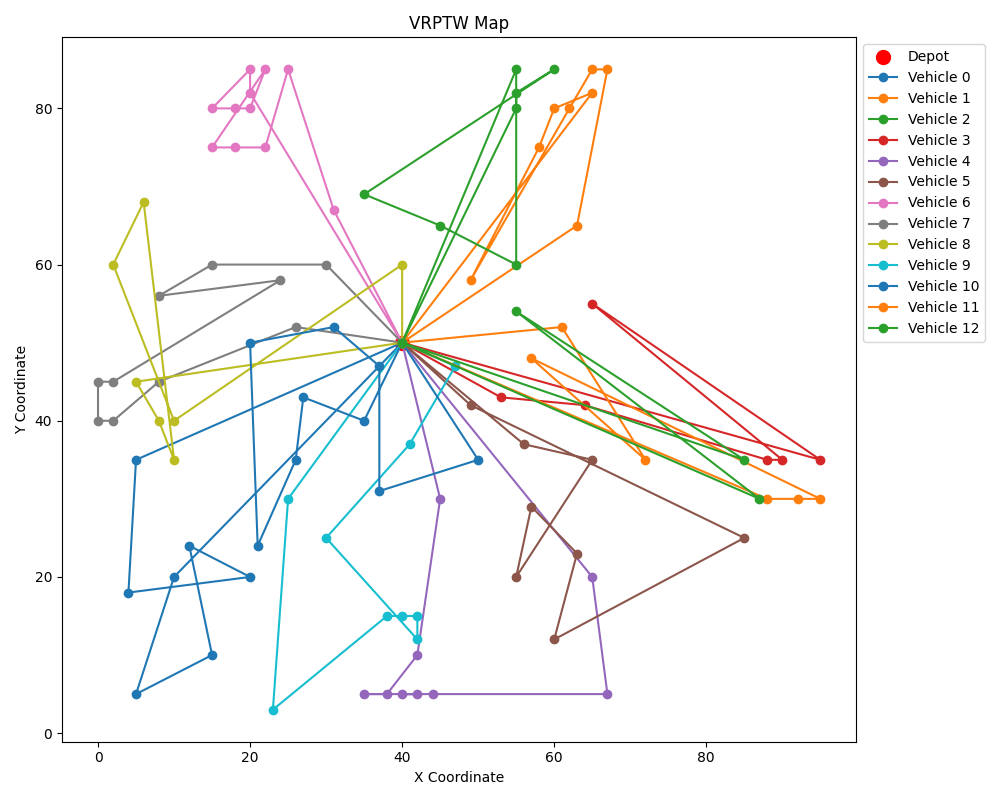 VRPTW Map
Depot
Vehicle 0
Vehicle 1
Vehicle 2
Vehicle 3
Vehicle 4
Vehicle 5
Vehicle 6
Vehicle 7
Vehicle 8
Vehicle 9
Vehicle 10
Vehicle 11
Vehicle 12
80
60
40
20
0
Y Coordinate
0 20 40 60 80
X Coordinate